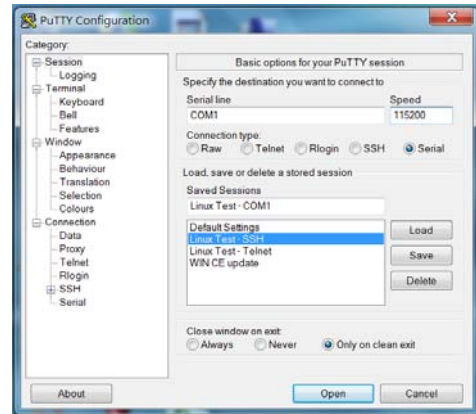 PuTTY Configuration
Category:
Session
Logging
Terminal
Keyboard
Bell
Features
Window
Appearance
Behaviour
Translation
Selection
Colours
Connection
Data
Proxy
Telnet
Rlogin
SSH
Serial
Basic options for your PuTTY session
Specify the destination you want to connect to
Serial line Speed
COM1 115200
Connection type:
Raw Telnet Rlogin SSH Serial
Load, save or delete a stored session
Saved Sessions
Linux Test - COM1
Default Settings
Linux Test - SSH
Linux Test - Telnet
WIN CE update
Load
Save
Delete
Close window on exit:
Always Never Only on clean exit
About Open Cancel